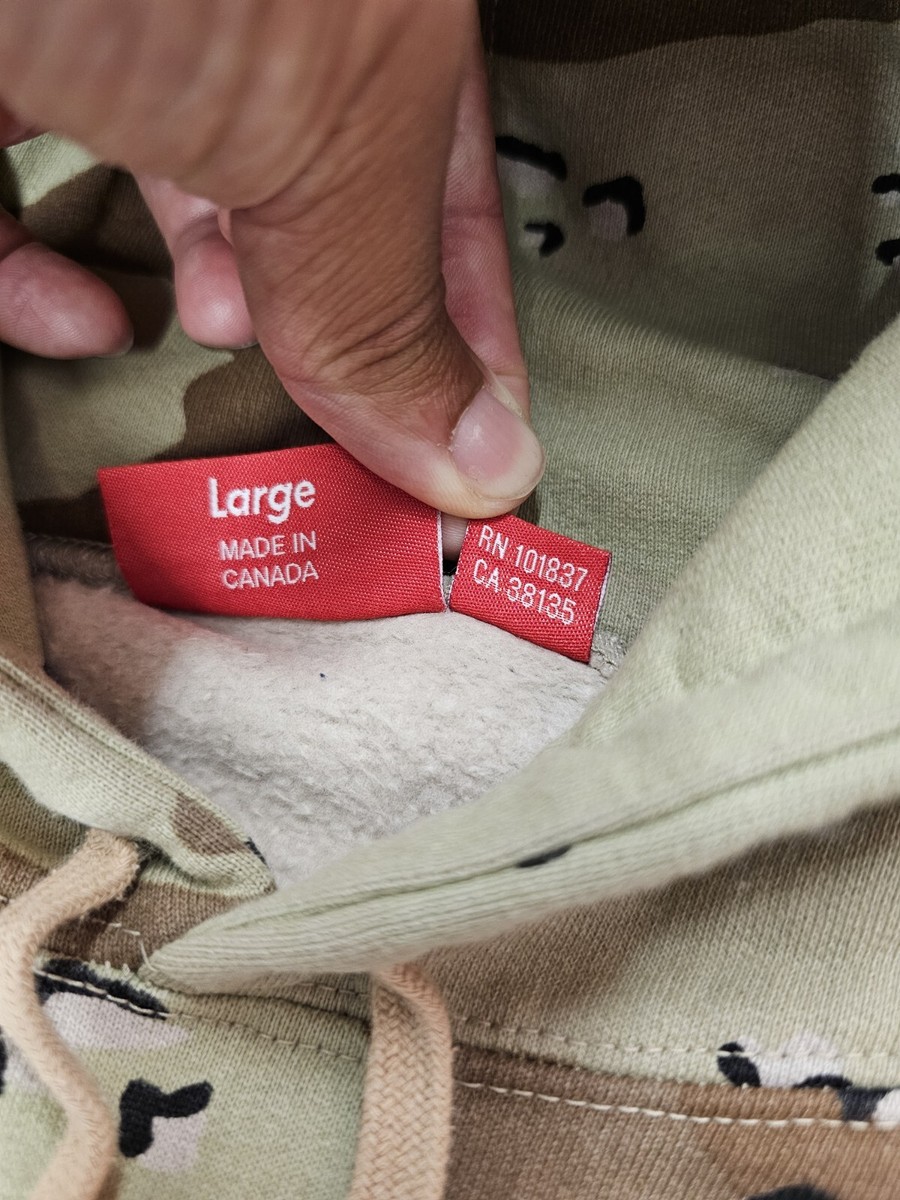 Large
MADE IN
CANADA
RN 101837
CA 38135